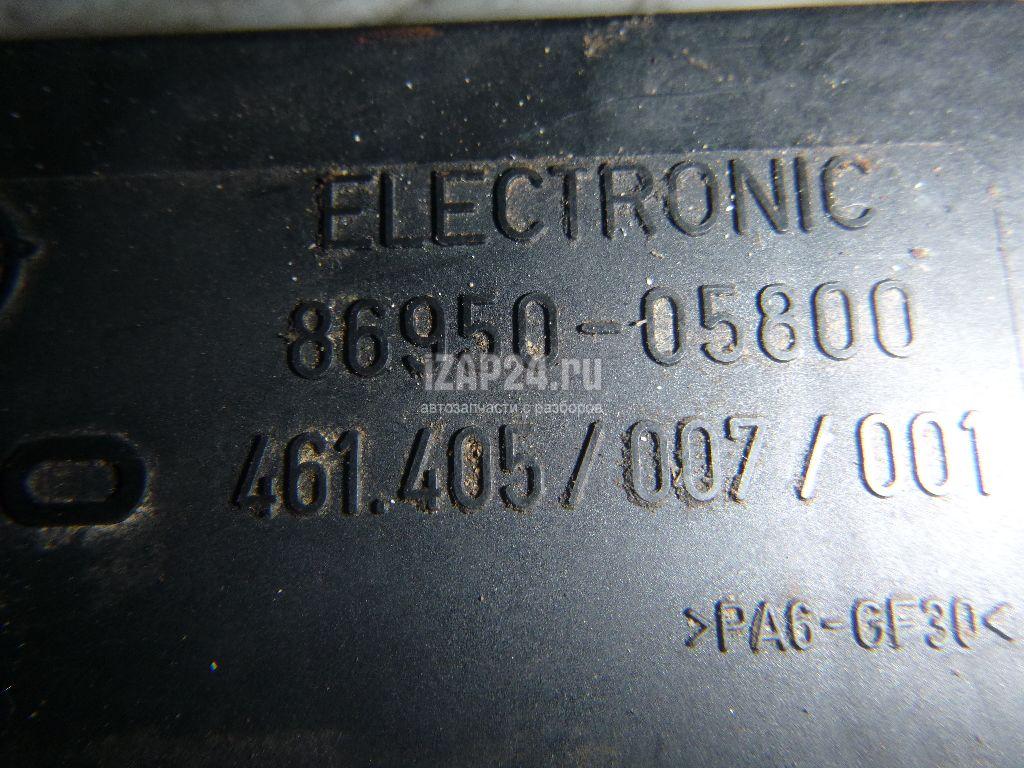 ELECTRONIC
86950-05800
iZAP24.ru
автозапчасти с разборов
461.405/007/001
>PA6-GF30<